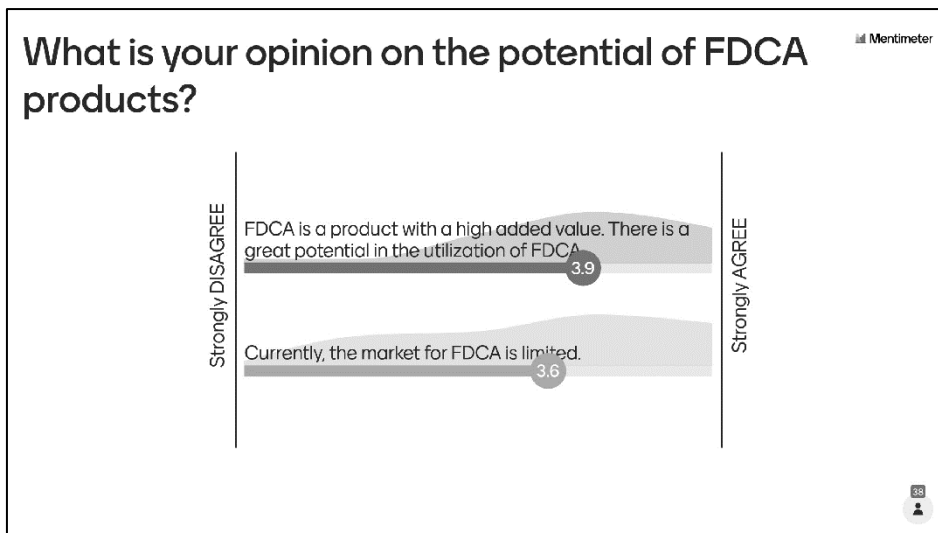 What is your opinion on the potential of FDCA
products?
Mentimeter
Strongly DISAGREE
FDCA is a product with a high added value. There is a
great potential in the utilization of FDCA.
3.9
Currently, the market for FDCA is limited.
3.6
Strongly AGREE
38